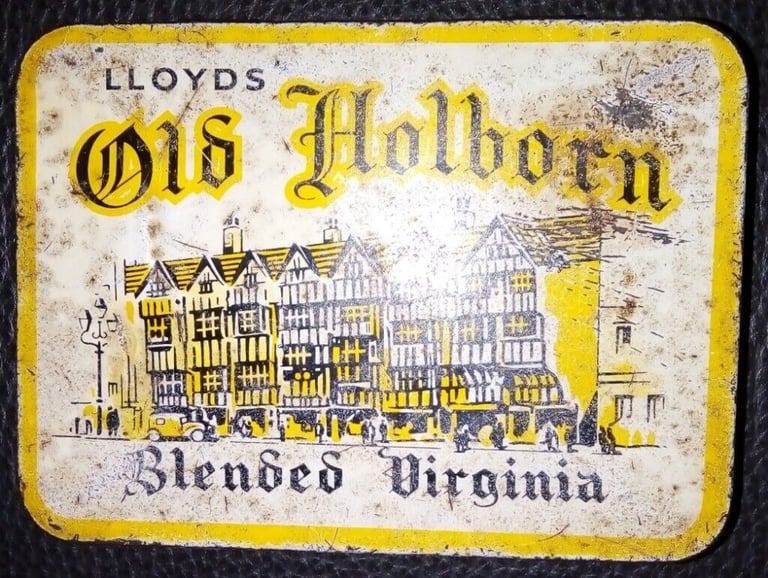 LLOYDS
Old Holborn
Blended Virginia